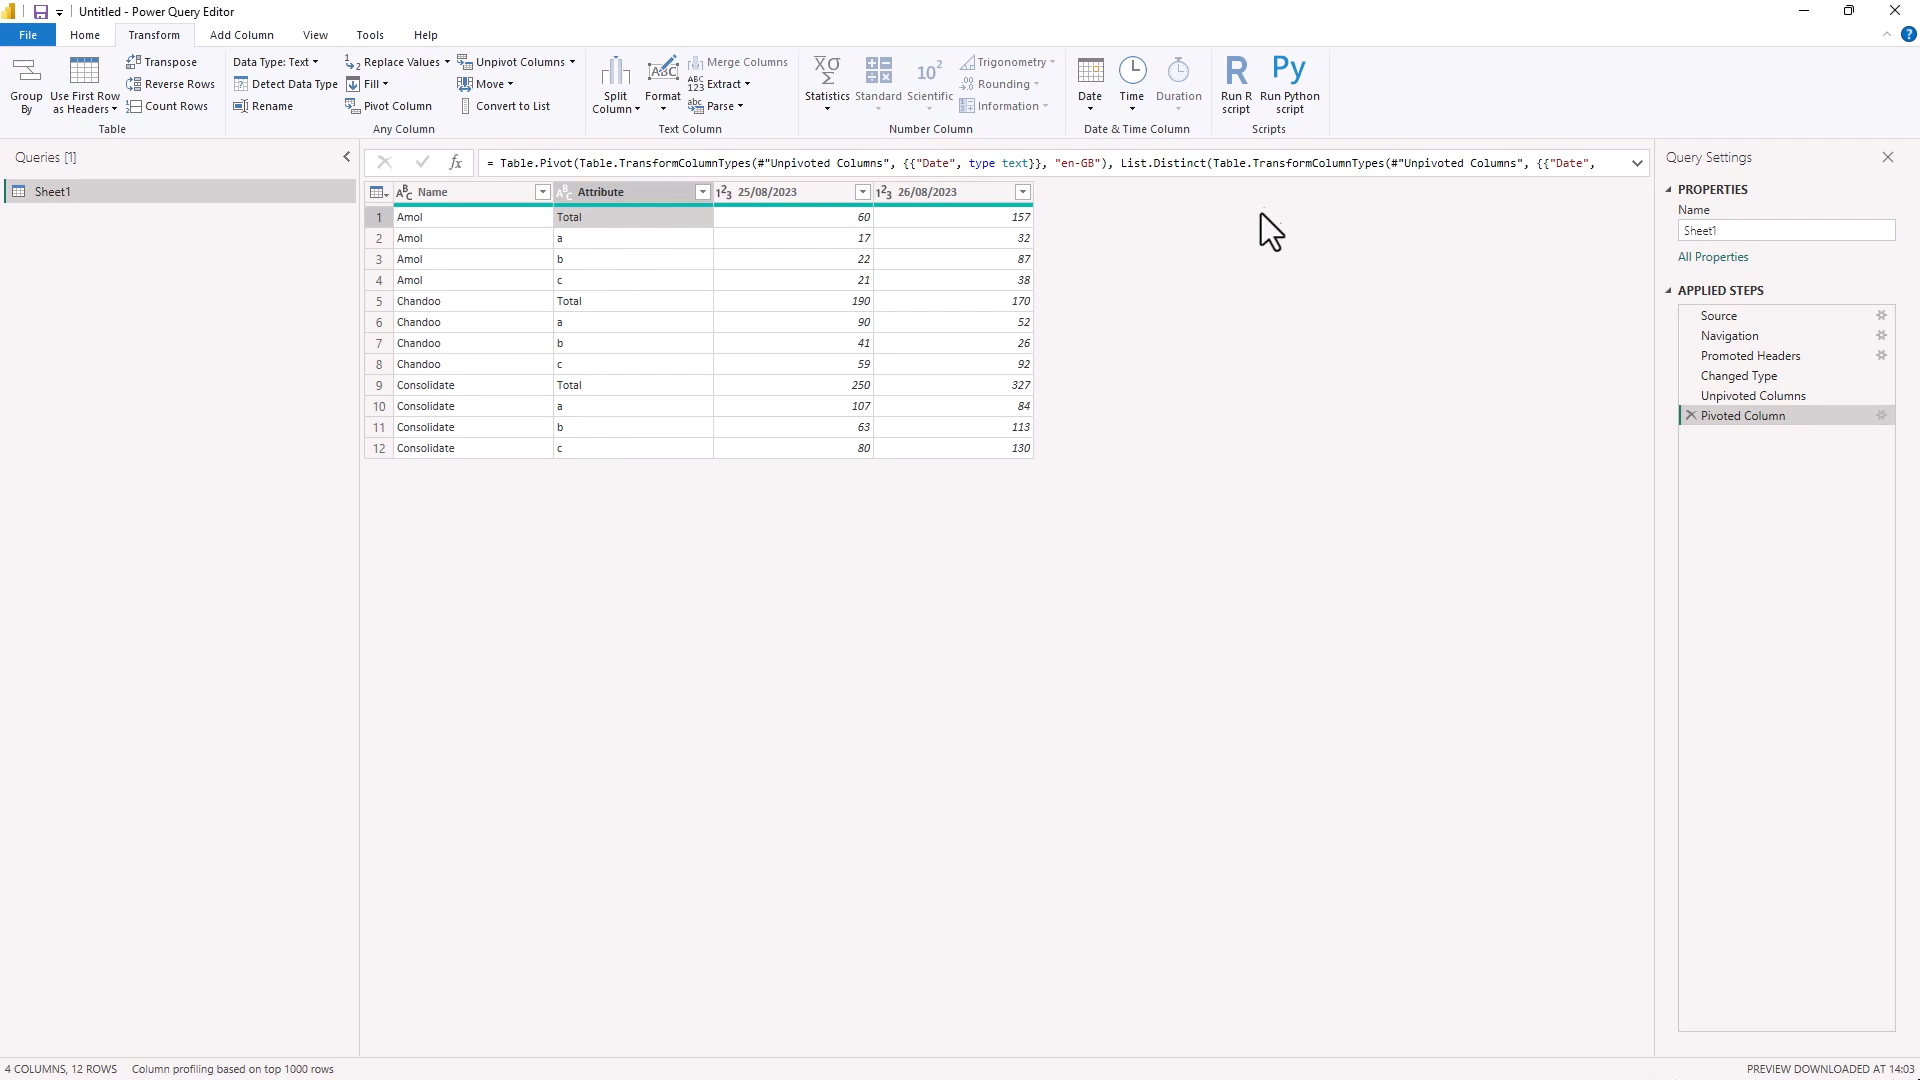 Untitled - Power Query Editor
File Home Transform Add Column View Tools Help
Group By
Use First Row as Headers
Transpose
Reverse Rows
Count Rows
Table
Data Type: Text
Detect Data Type
Rename
Replace Values
Fill
Pivot Column
Unpivot Columns
Move
Convert to List
Any Column
Split Column
Format
Merge Columns
Extract
Parse
Text Column
Statistics
Standard
Scientific
Trigonometry
Rounding
Information
Number Column
Date
Time
Duration
Date & Time Column
Run R script
Run Python script
Scripts
Queries [1]
Sheet1
= Table.Pivot(Table.TransformColumnTypes(#"Unpivoted Columns", {{"Date", type text}}, "en-GB"), List.Distinct(Table.TransformColumnTypes(#"Unpivoted Columns", {{"Date",
Name Attribute 25/08/2023 26/08/2023
1 Amol Total 60 157
2 Amol a 17 32
3 Amol b 22 87
4 Amol c 21 38
5 Chandoo Total 190 170
6 Chandoo a 90 52
7 Chandoo b 41 26
8 Chandoo c 59 92
9 Consolidate Total 250 327
10 Consolidate a 107 84
11 Consolidate b 63 113
12 Consolidate c 80 130
Query Settings
PROPERTIES
Name
Sheet1
All Properties
APPLIED STEPS
Source
Navigation
Promoted Headers
Changed Type
Unpivoted Columns
Pivoted Column
4 COLUMNS, 12 ROWS Column profiling based on top 1000 rows
PREVIEW DOWNLOADED AT 14:03